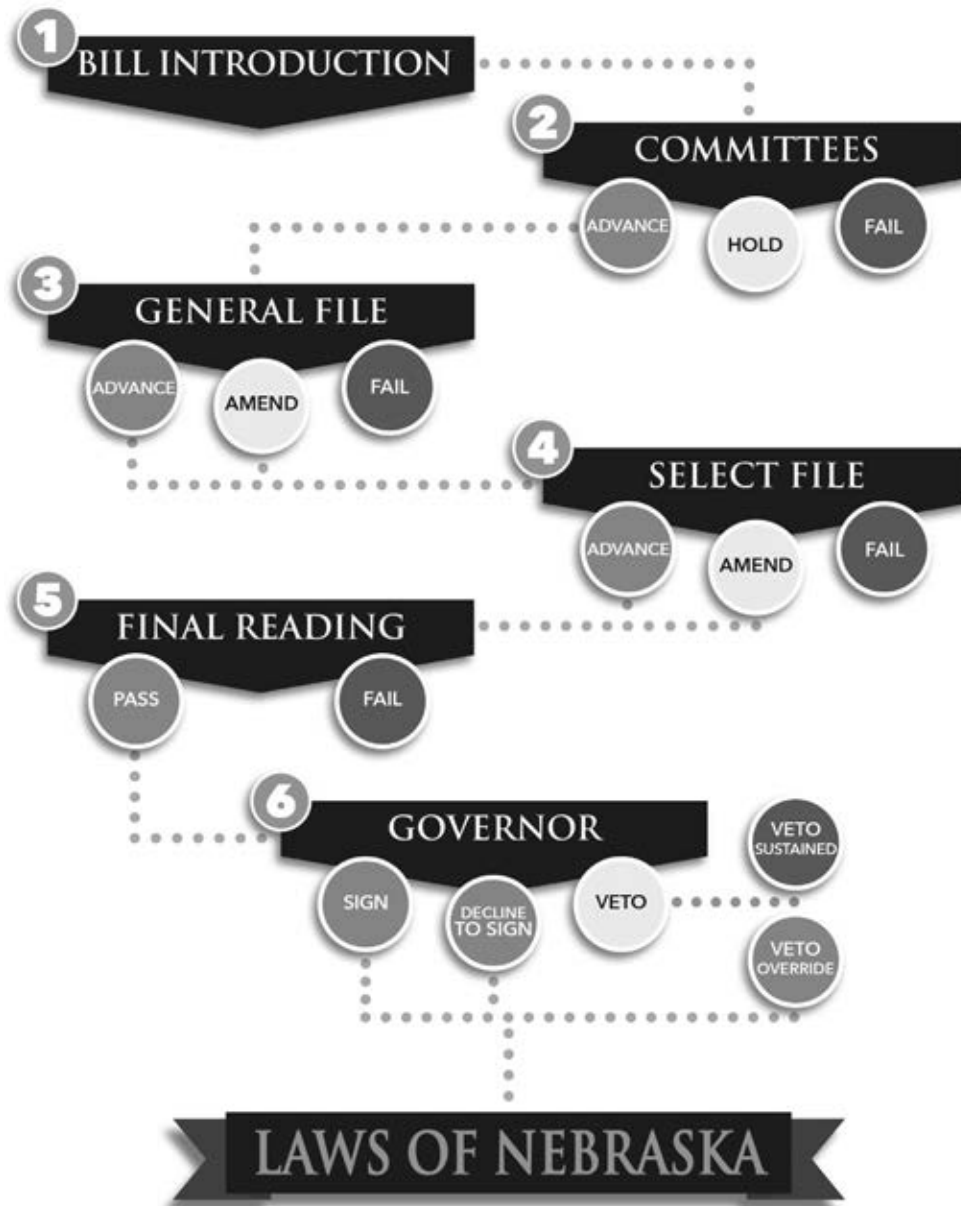 1
BILL INTRODUCTION
2
COMMITTEES
ADVANCE
HOLD
FAIL
3
GENERAL FILE
ADVANCE
AMEND
FAIL
4
SELECT FILE
ADVANCE
AMEND
FAIL
5
FINAL READING
PASS
FAIL
6
GOVERNOR
SIGN
DECLINE
TO SIGN
VETO
VETO
SUSTAINED
VETO
OVERRIDE
LAWS OF NEBRASKA